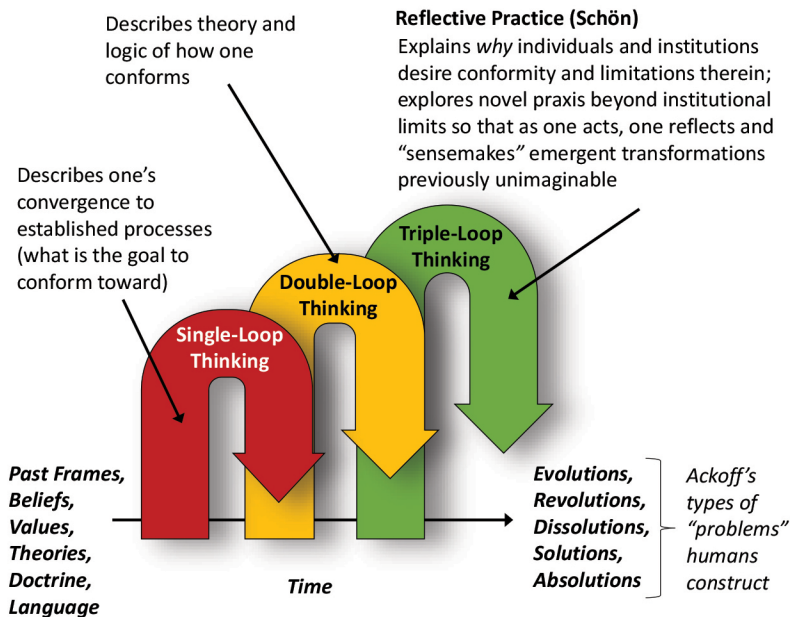 Describes theory and
logic of how one
conforms
Reflective Practice (Schön)
Explains why individuals and institutions
desire conformity and limitations therein;
explores novel praxis beyond institutional
limits so that as one acts, one reflects and
“sensemakes” emergent transformations
previously unimaginable
Describes one’s
convergence to
established processes
(what is the goal to
conform toward)
Triple-Loop
Thinking
Double-Loop
Thinking
Single-Loop
Thinking
Past Frames,
Beliefs,
Values,
Theories,
Doctrine,
Language
Time
Evolutions,
Revolutions,
Dissolutions,
Solutions,
Absolutions
Ackoff’s
types of
“problems”
humans
construct